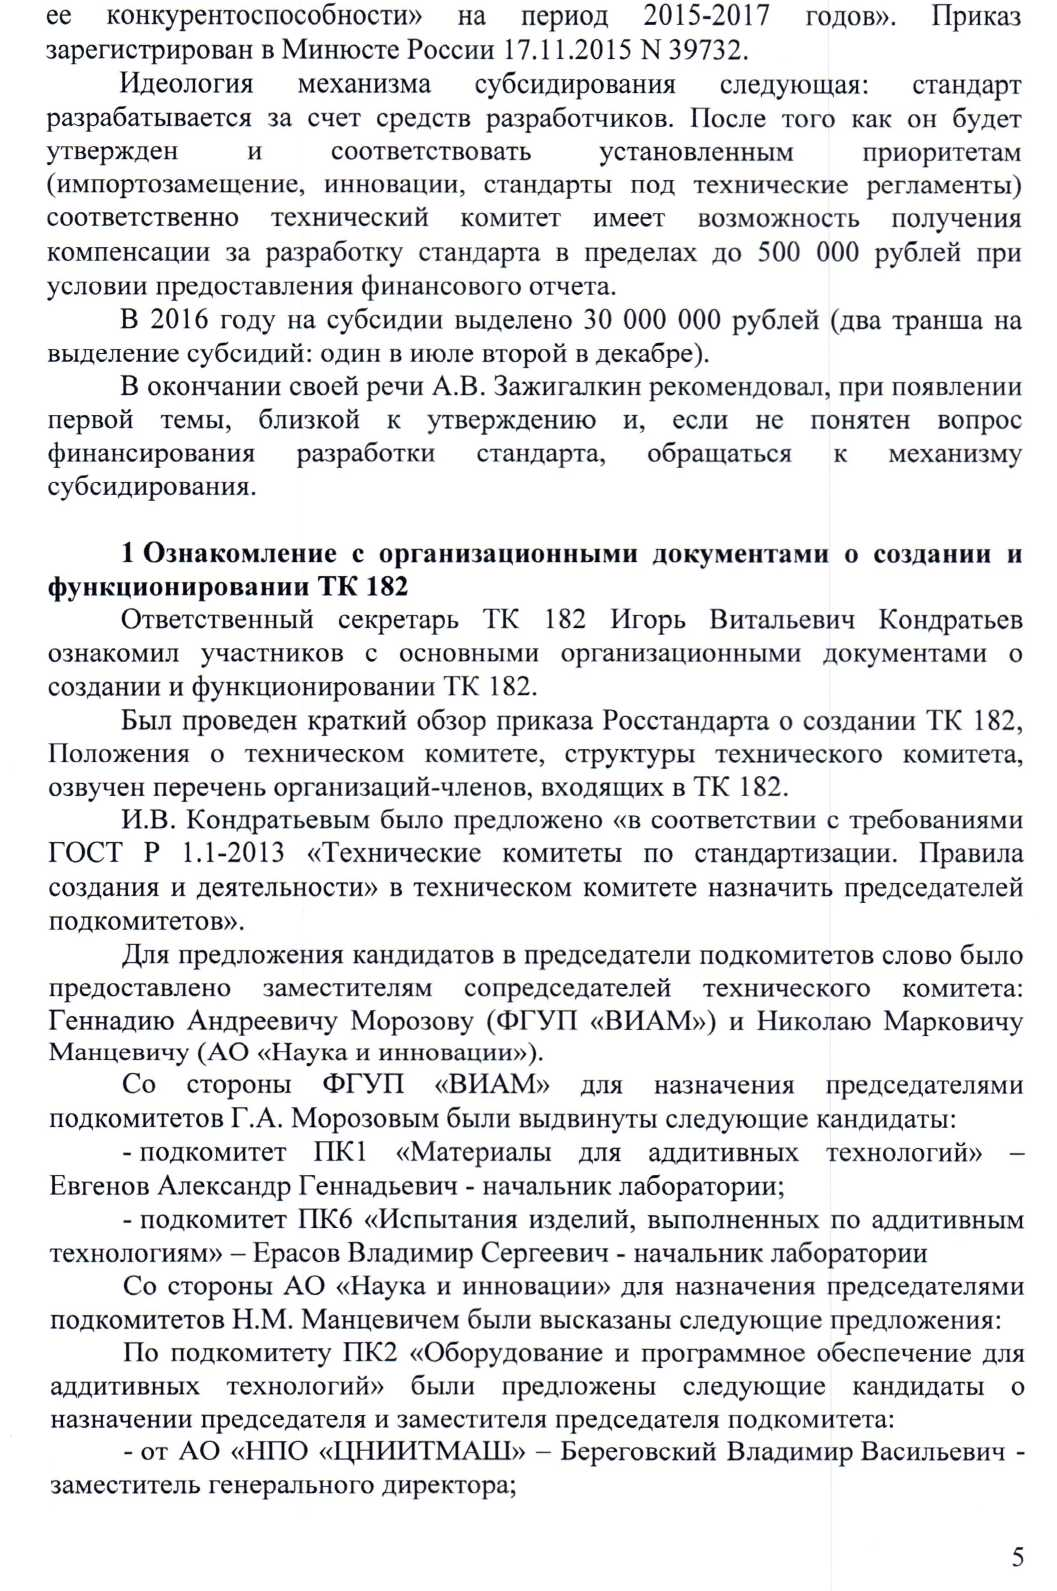 ее конкурентоспособности» на период 2015-2017 годов». Приказ
зарегистрирован в Минюсте России 17.11.2015 N 39732.
Идеология механизма субсидирования следующая: стандарт
разрабатывается за счет средств разработчиков. После того как он будет
утвержден и соответствовать установленным приоритетам
(импортозамещение, инновации, стандарты под технические регламенты)
соответственно технический комитет имеет возможность получения
компенсации за разработку стандарта в пределах до 500 000 рублей при
условии предоставления финансового отчета.
В 2016 году на субсидии выделено 30 000 000 рублей (два транша на
выделение субсидий: один в июле второй в декабре).
В окончании своей речи А.В. Зажигалкин рекомендовал, при появлении
первой темы, близкой к утверждению и, если не понятен вопрос
финансирования разработки стандарта, обращаться к механизму
субсидирования.
1 Ознакомление с организационными документами о создании и
функционировании ТК 182
Ответственный секретарь ТК 182 Игорь Витальевич Кондратьев
ознакомил участников с основными организационными документами о
создании и функционировании ТК 182.
Был проведен краткий обзор приказа Росстандарта о создании ТК 182,
Положения о техническом комитете, структуры технического комитета,
озвучен перечень организаций-членов, входящих в ТК 182.
И.В. Кондратьевым было предложено «в соответствии с требованиями
ГОСТ Р 1.1-2013 «Технические комитеты по стандартизации. Правила
создания и деятельности» в техническом комитете назначить председателей
подкомитетов».
Для предложения кандидатов в председатели подкомитетов слово было
предоставлено заместителям сопредседателей технического комитета:
Геннадию Андреевичу Морозову (ФГУП «ВИАМ») и Николаю Марковичу
Манцевичу (АО «Наука и инновации»).
Со стороны ФГУП «ВИАМ» для назначения председателями
подкомитетов Г.А. Морозовым были выдвинуты следующие кандидаты:
- подкомитет ПК1 «Материалы для аддитивных технологий» –
Евгенов Александр Геннадьевич - начальник лаборатории;
- подкомитет ПК6 «Испытания изделий, выполненных по аддитивным
технологиям» – Ерасов Владимир Сергеевич - начальник лаборатории
Со стороны АО «Наука и инновации» для назначения председателями
подкомитетов Н.М. Манцевичем были высказаны следующие предложения:
По подкомитету ПК2 «Оборудование и программное обеспечение для
аддитивных технологий» были предложены следующие кандидаты о
назначении председателя и заместителя председателя подкомитета:
- от АО «НПО «ЦНИИТМАШ» – Береговский Владимир Васильевич -
заместитель генерального директора;
5